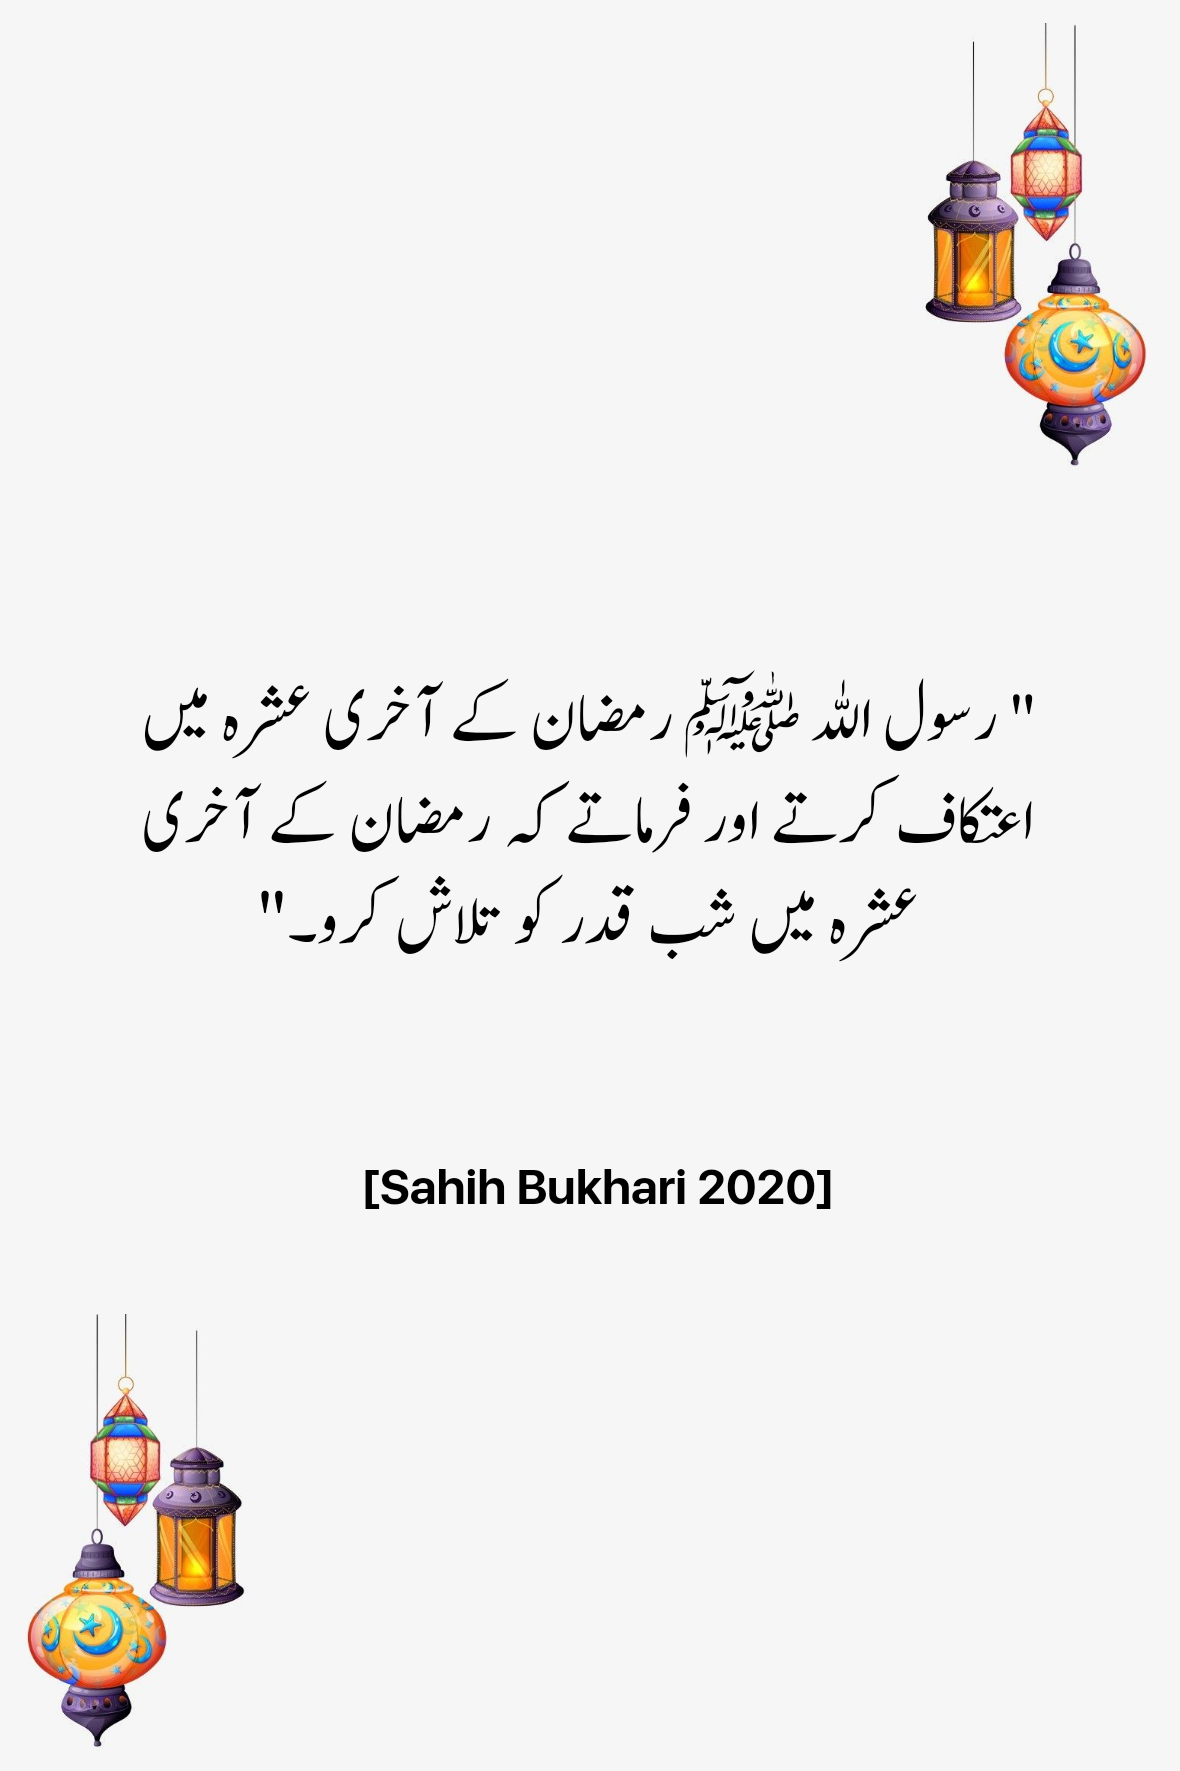 " رسول اللہ ﷺ رمضان کے آخری عشرہ میں
اعتکاف کرتے اور فرماتے کہ رمضان کے آخری
عشرہ میں شب قدر کو تلاش کرو۔"
[Sahih Bukhari 2020]